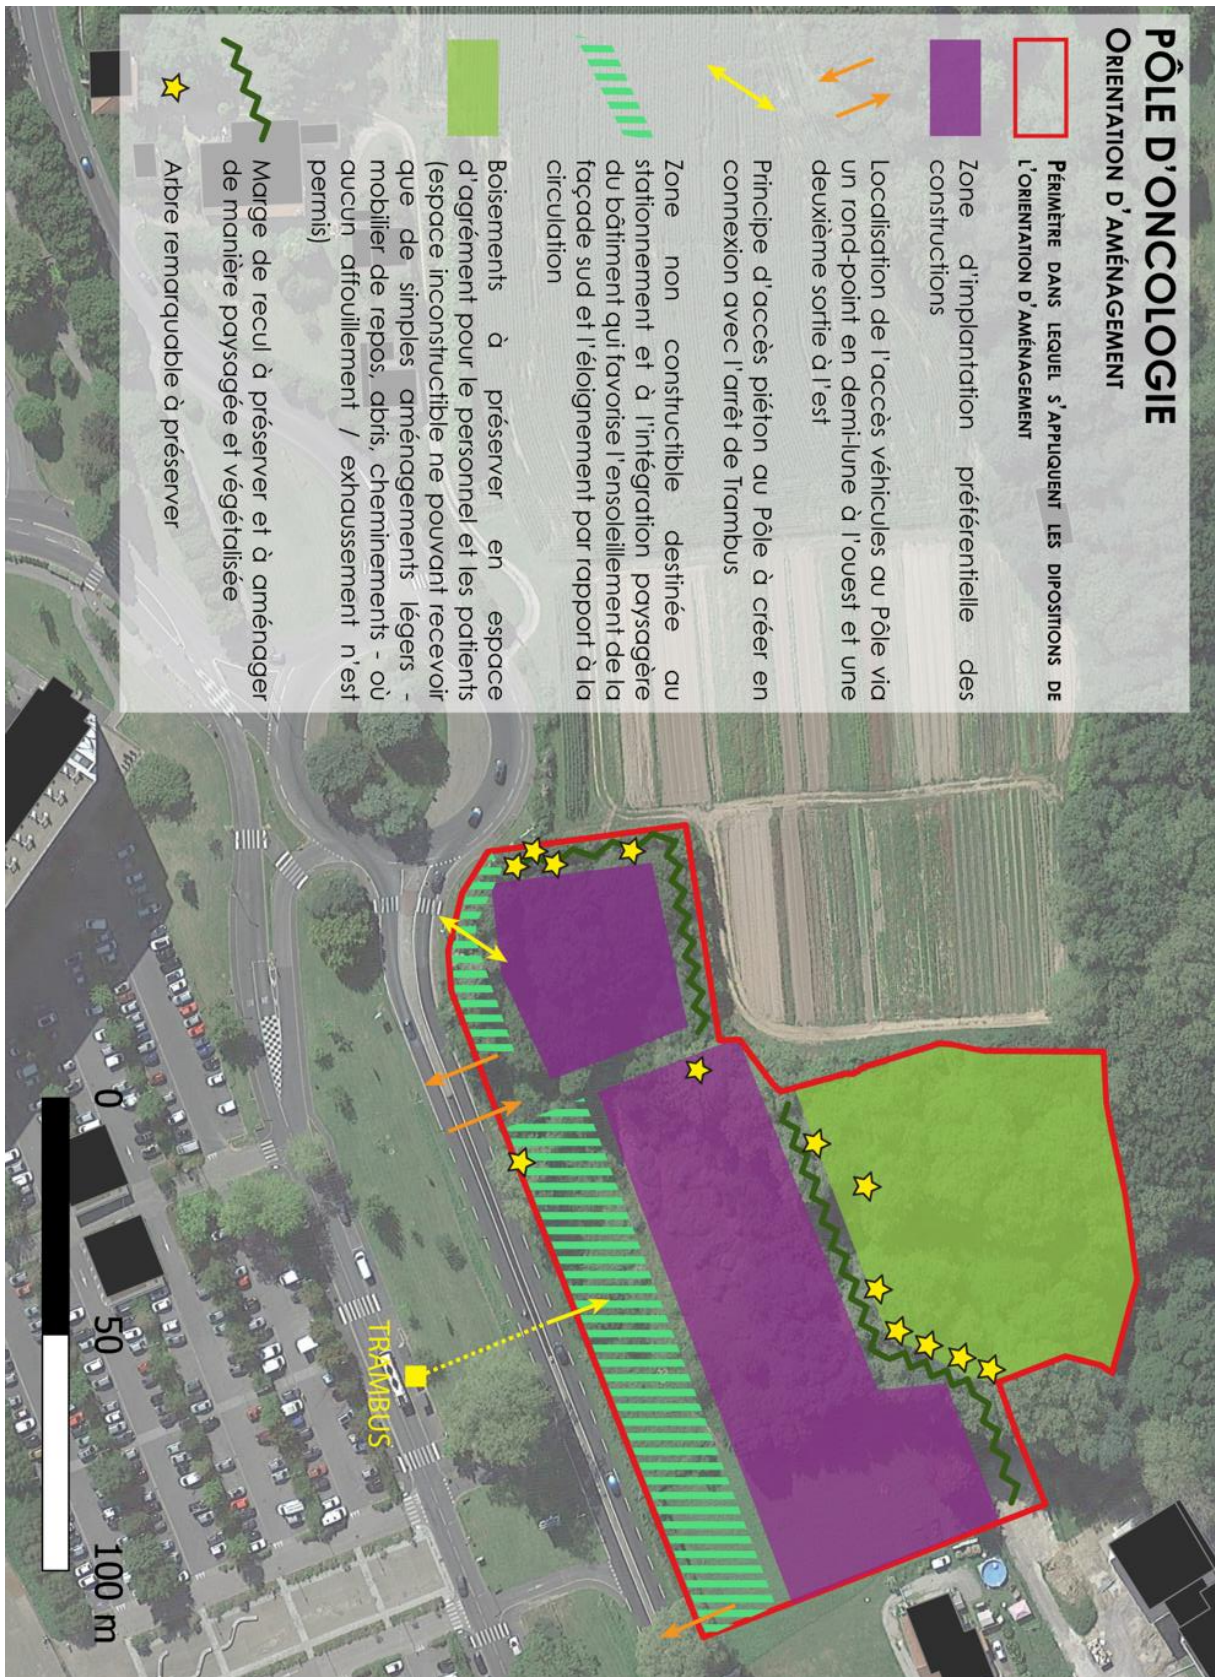 PÔLE D'ONCOLOGIE
ORIENTATION D'AMÉNAGEMENT
PÉRIMÈTRE DANS LEQUEL S'APPLIQUENT LES DIPOSITIONS DE
L'ORIENTATION D'AMÉNAGEMENT
Zone d'implantation préférentielle des
constructions
Localisation de l'accès véhicules au Pôle via
un rond-point en demi-lune à l'ouest et une
deuxième sortie à l'est
Principe d'accès piéton au Pôle à créer en
connexion avec l'arrêt de Trambus
Zone non constructible destinée au
stationnement et à l'intégration paysagère
du bâtiment qui favorise l'ensoleillement de la
façade sud et l'éloignement par rapport à la
circulation
Boisements à préserver en espace
d'agrément pour le personnel et les patients
(espace inconstructible ne pouvant recevoir
que de simples aménagements légers -
mobilier de repos, abris, cheminements - où
aucun affouillement / exhaussement n'est
permis)
Marge de recul à préserver et à aménager
de manière paysagée et végétalisée
Arbre remarquable à préserver
TRAMBUS
0 50 100 m